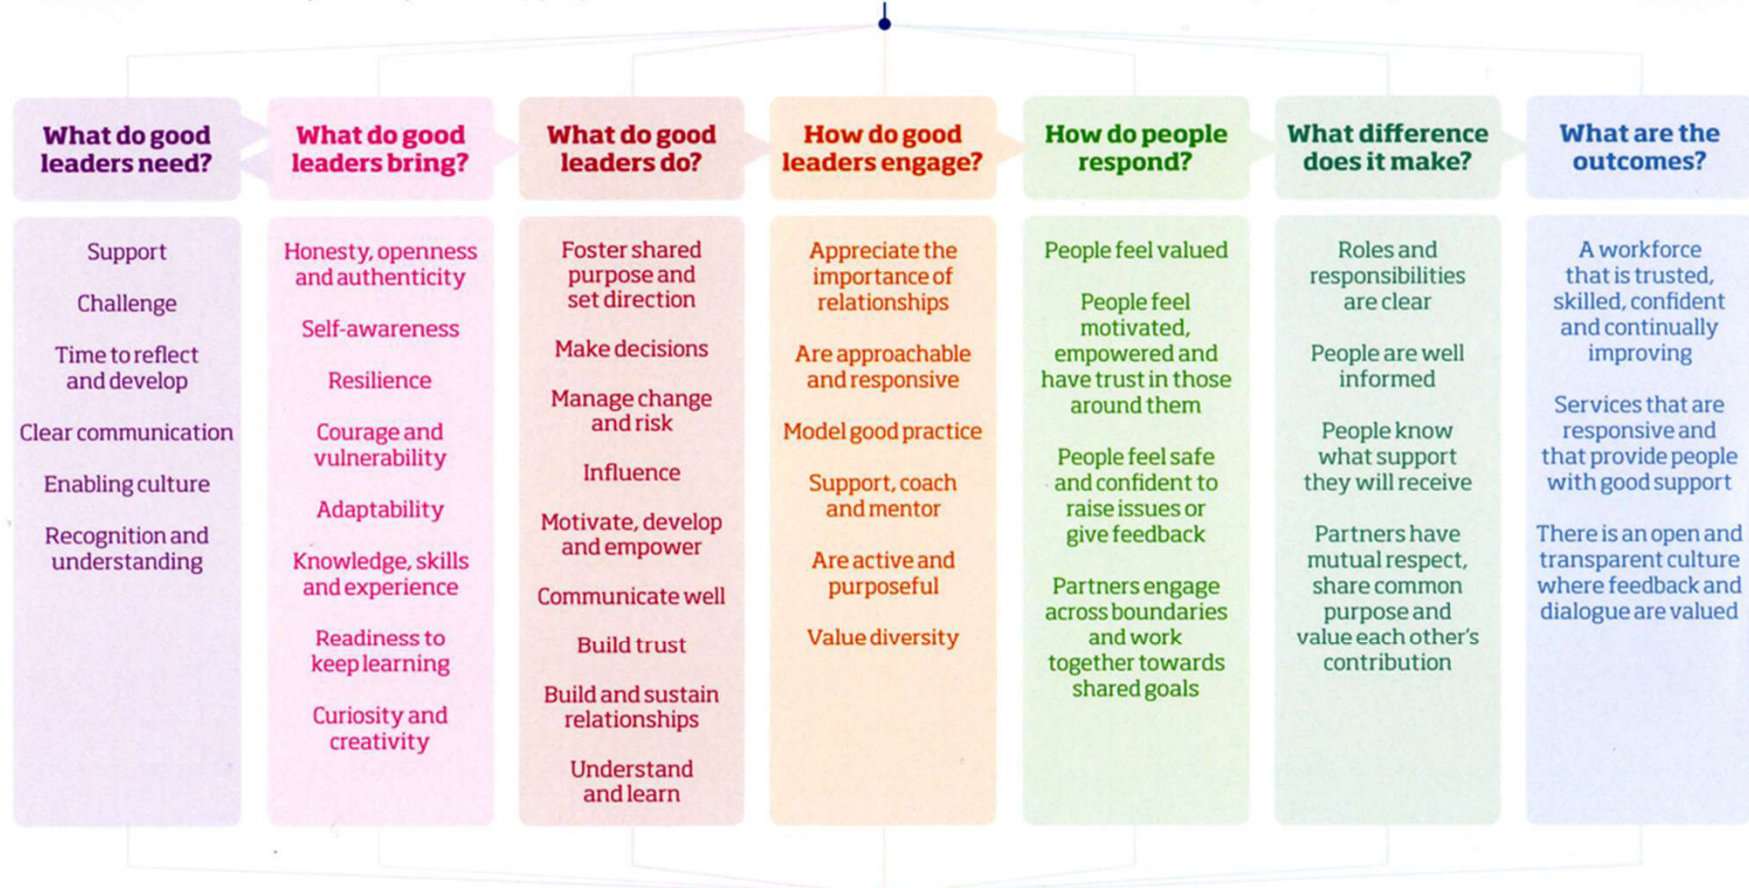 What do good
leaders need?
Support
Challenge
Time to reflect
and develop
Clear communication
Enabling culture
Recognition and
understanding
What do good
leaders bring?
Honesty, openness
and authenticity
Self-awareness
Resilience
Courage and
vulnerability
Adaptability
Knowledge, skills
and experience
Readiness to
keep learning
Curiosity and
creativity
What do good
leaders do?
Foster shared
purpose and
set direction
Make decisions
Manage change
and risk
Influence
Motivate, develop
and empower
Communicate well
Build trust
Build and sustain
relationships
Understand
and learn
How do good
leaders engage?
Appreciate the
importance of
relationships
Are approachable
and responsive
Model good practice
Support, coach
and mentor
Are active and
purposeful
Value diversity
How do people
respond?
People feel valued
People feel
motivated,
empowered and
have trust in those
around them
People feel safe
and confident to
raise issues or
give feedback
Partners engage
across boundaries
and work
together towards
shared goals
What difference
does it make?
Roles and
responsibilities
are clear
People are well
informed
People know
what support
they will receive
Partners have
mutual respect,
share common
purpose and
value each other's
contribution
What are the
outcomes?
A workforce
that is trusted,
skilled, confident
and continually
improving
Services that are
responsive and
that provide people
with good support
There is an open and
transparent culture
where feedback and
dialogue are valued